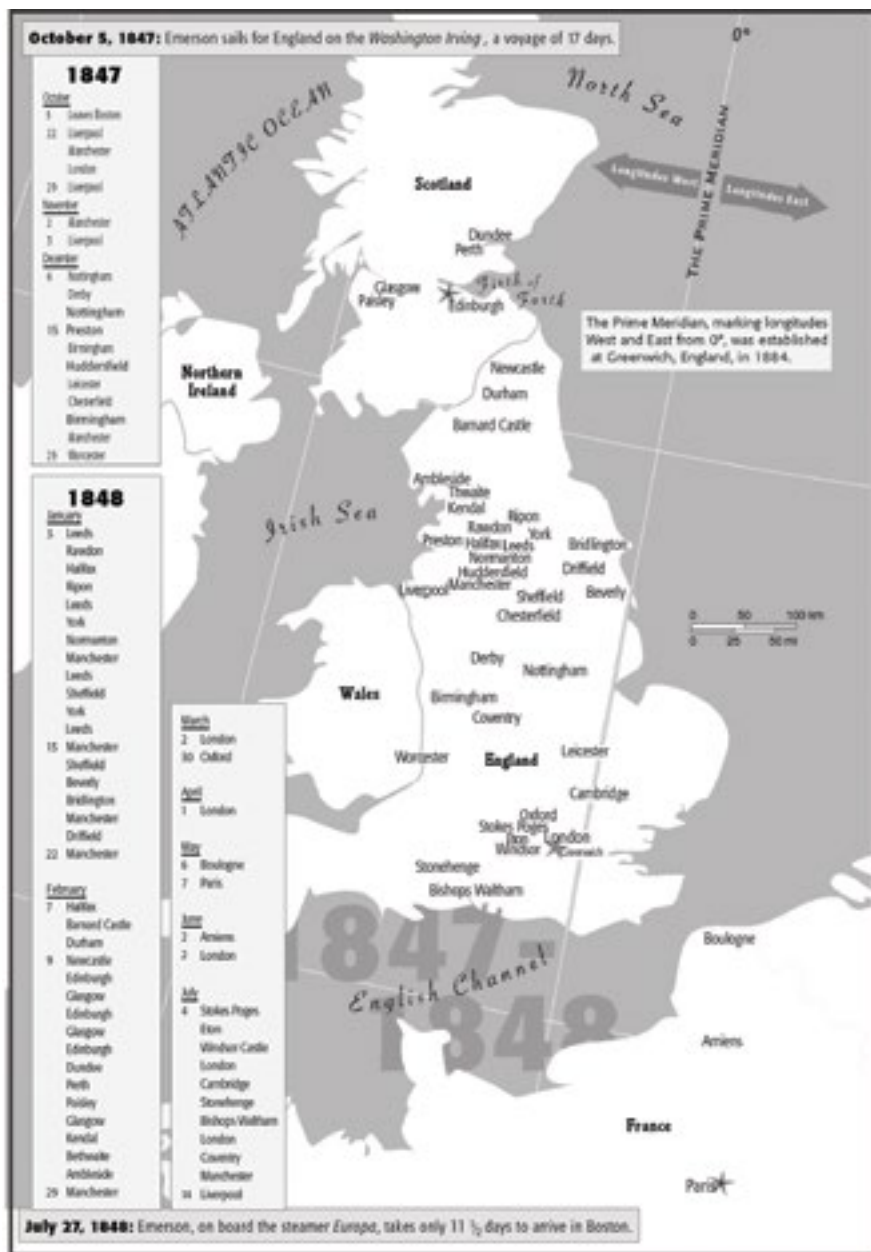 October 5, 1847: Emerson sails for England on the Washington Irving, a voyage of 17 days.
1847
October
5 Leaves Boston
22 Liverpool
Manchester
London
29 Liverpool
November
2 Manchester
3 Liverpool
December
6 Nottingham
Derby
Nottingham
15 Preston
Birmingham
Huddersfield
Leicester
Chesterfield
Birmingham
Manchester
Worcester
1848
January
3 Leeds
Rawdon
Halifax
Ripon
Leeds
York
Normanton
Manchester
Leeds
Sheffield
York
Leeds
15 Manchester
Sheffield
Beverly
Bridlington
Manchester
Driffield
22 Manchester
February
7 Halifax
Barnard Castle
Durham
9 Newcastle
Edinburgh
Glasgow
Edinburgh
Glasgow
Edinburgh
Dundee
Perth
Paisley
Glasgow
Kendal
Bethwaite
Ambleside
29 Manchester
March
2 London
30 Oxford
April
1 London
May
6 Boulogne
7 Paris
June
2 Amiens
London
July
4 Stokes Poges
Eton
Windsor Castle
London
Cambridge
Stonehenge
Bishops Waltham
London
Coventry
Manchester
Liverpool
0°
North Sea
ATLANTIC OCEAN
Longitudes West
Longitudes East
THE PRIME MERIDIAN
Scotland
Dundee
Perth
Glasgow
Paisley
Firth of
Forth
Edinburgh
The Prime Meridian, marking longitudes
West and East from 0°, was established
at Greenwich, England, in 1884.
Northern
Ireland
Newcastle
Durham
Barnard Castle
Ambleside
Thwaite
Kendal
Irish Sea
Ripon
Rawdon
York
Preston
Halifax
Leeds
Bridlington
Normanton
Driffield
Huddersfield
Liverpool
Manchester
Sheffield
Beverly
Chesterfield
0 50 100 km
0 25 50 mi
Derby
Nottingham
Wales
Birmingham
Coventry
Worcester
England
Leicester
Cambridge
Oxford
Stokes Poges
Eton
London
Windsor
Greenwich
Stonehenge
Bishops Waltham
1847-
1848
English Channel
Boulogne
Amiens
France
Paris
July 27, 1848: Emerson, on board the steamer Europa, takes only 11 ½ days to arrive in Boston.